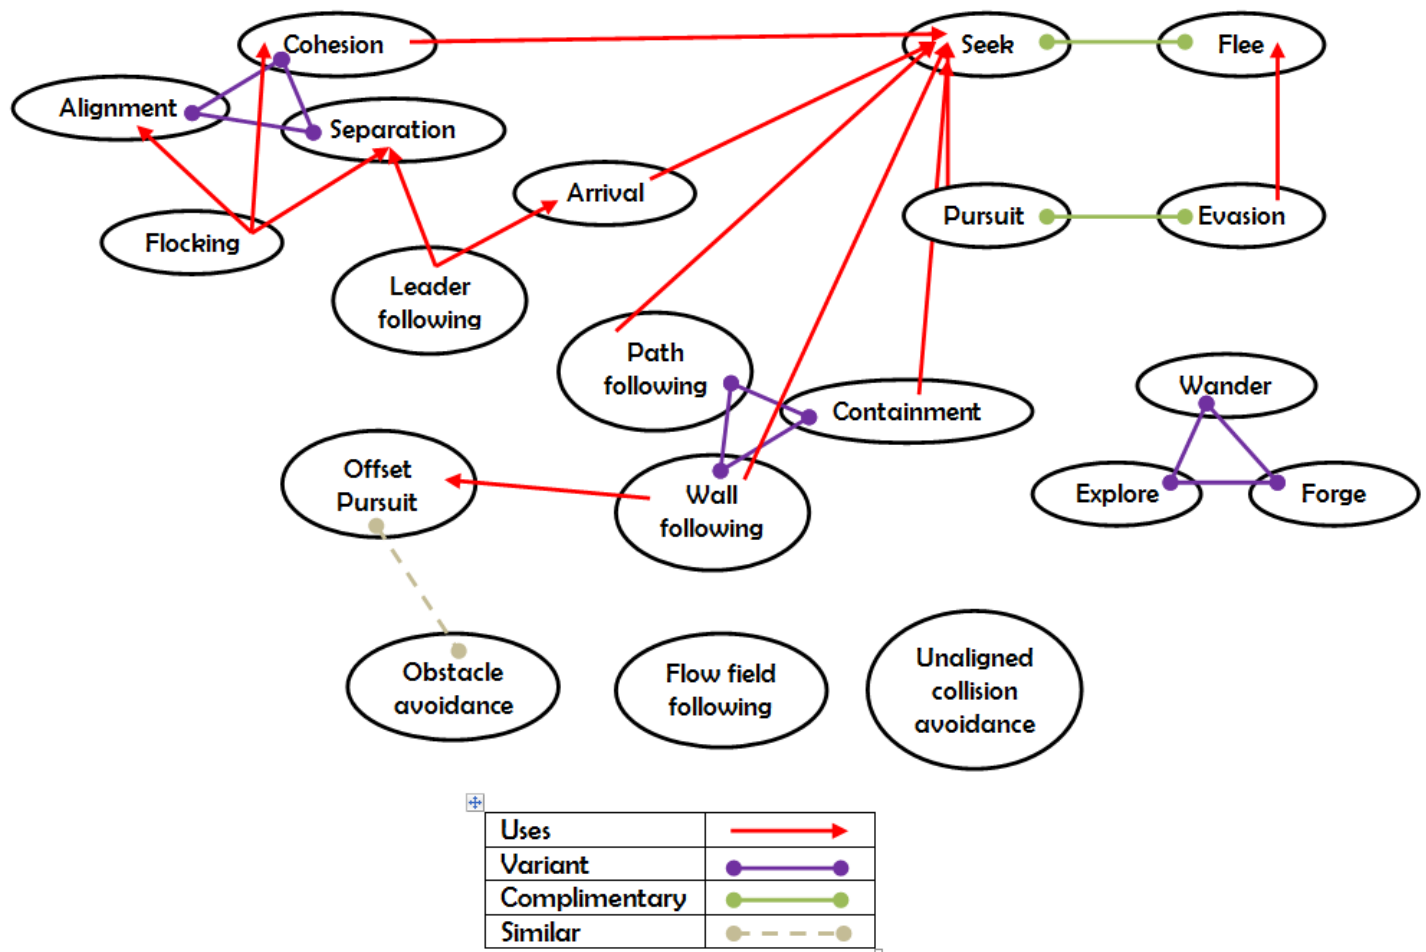 Cohesion
Seek
Flee
Alignment
Separation
Arrival
Pursuit
Evasion
Flocking
Leader
following
Path
following
Containment
Wander
Offset
Pursuit
Wall
following
Explore
Forge
Obstacle
avoidance
Flow field
following
Unaligned
collision
avoidance
Uses
Variant
Complimentary
Similar